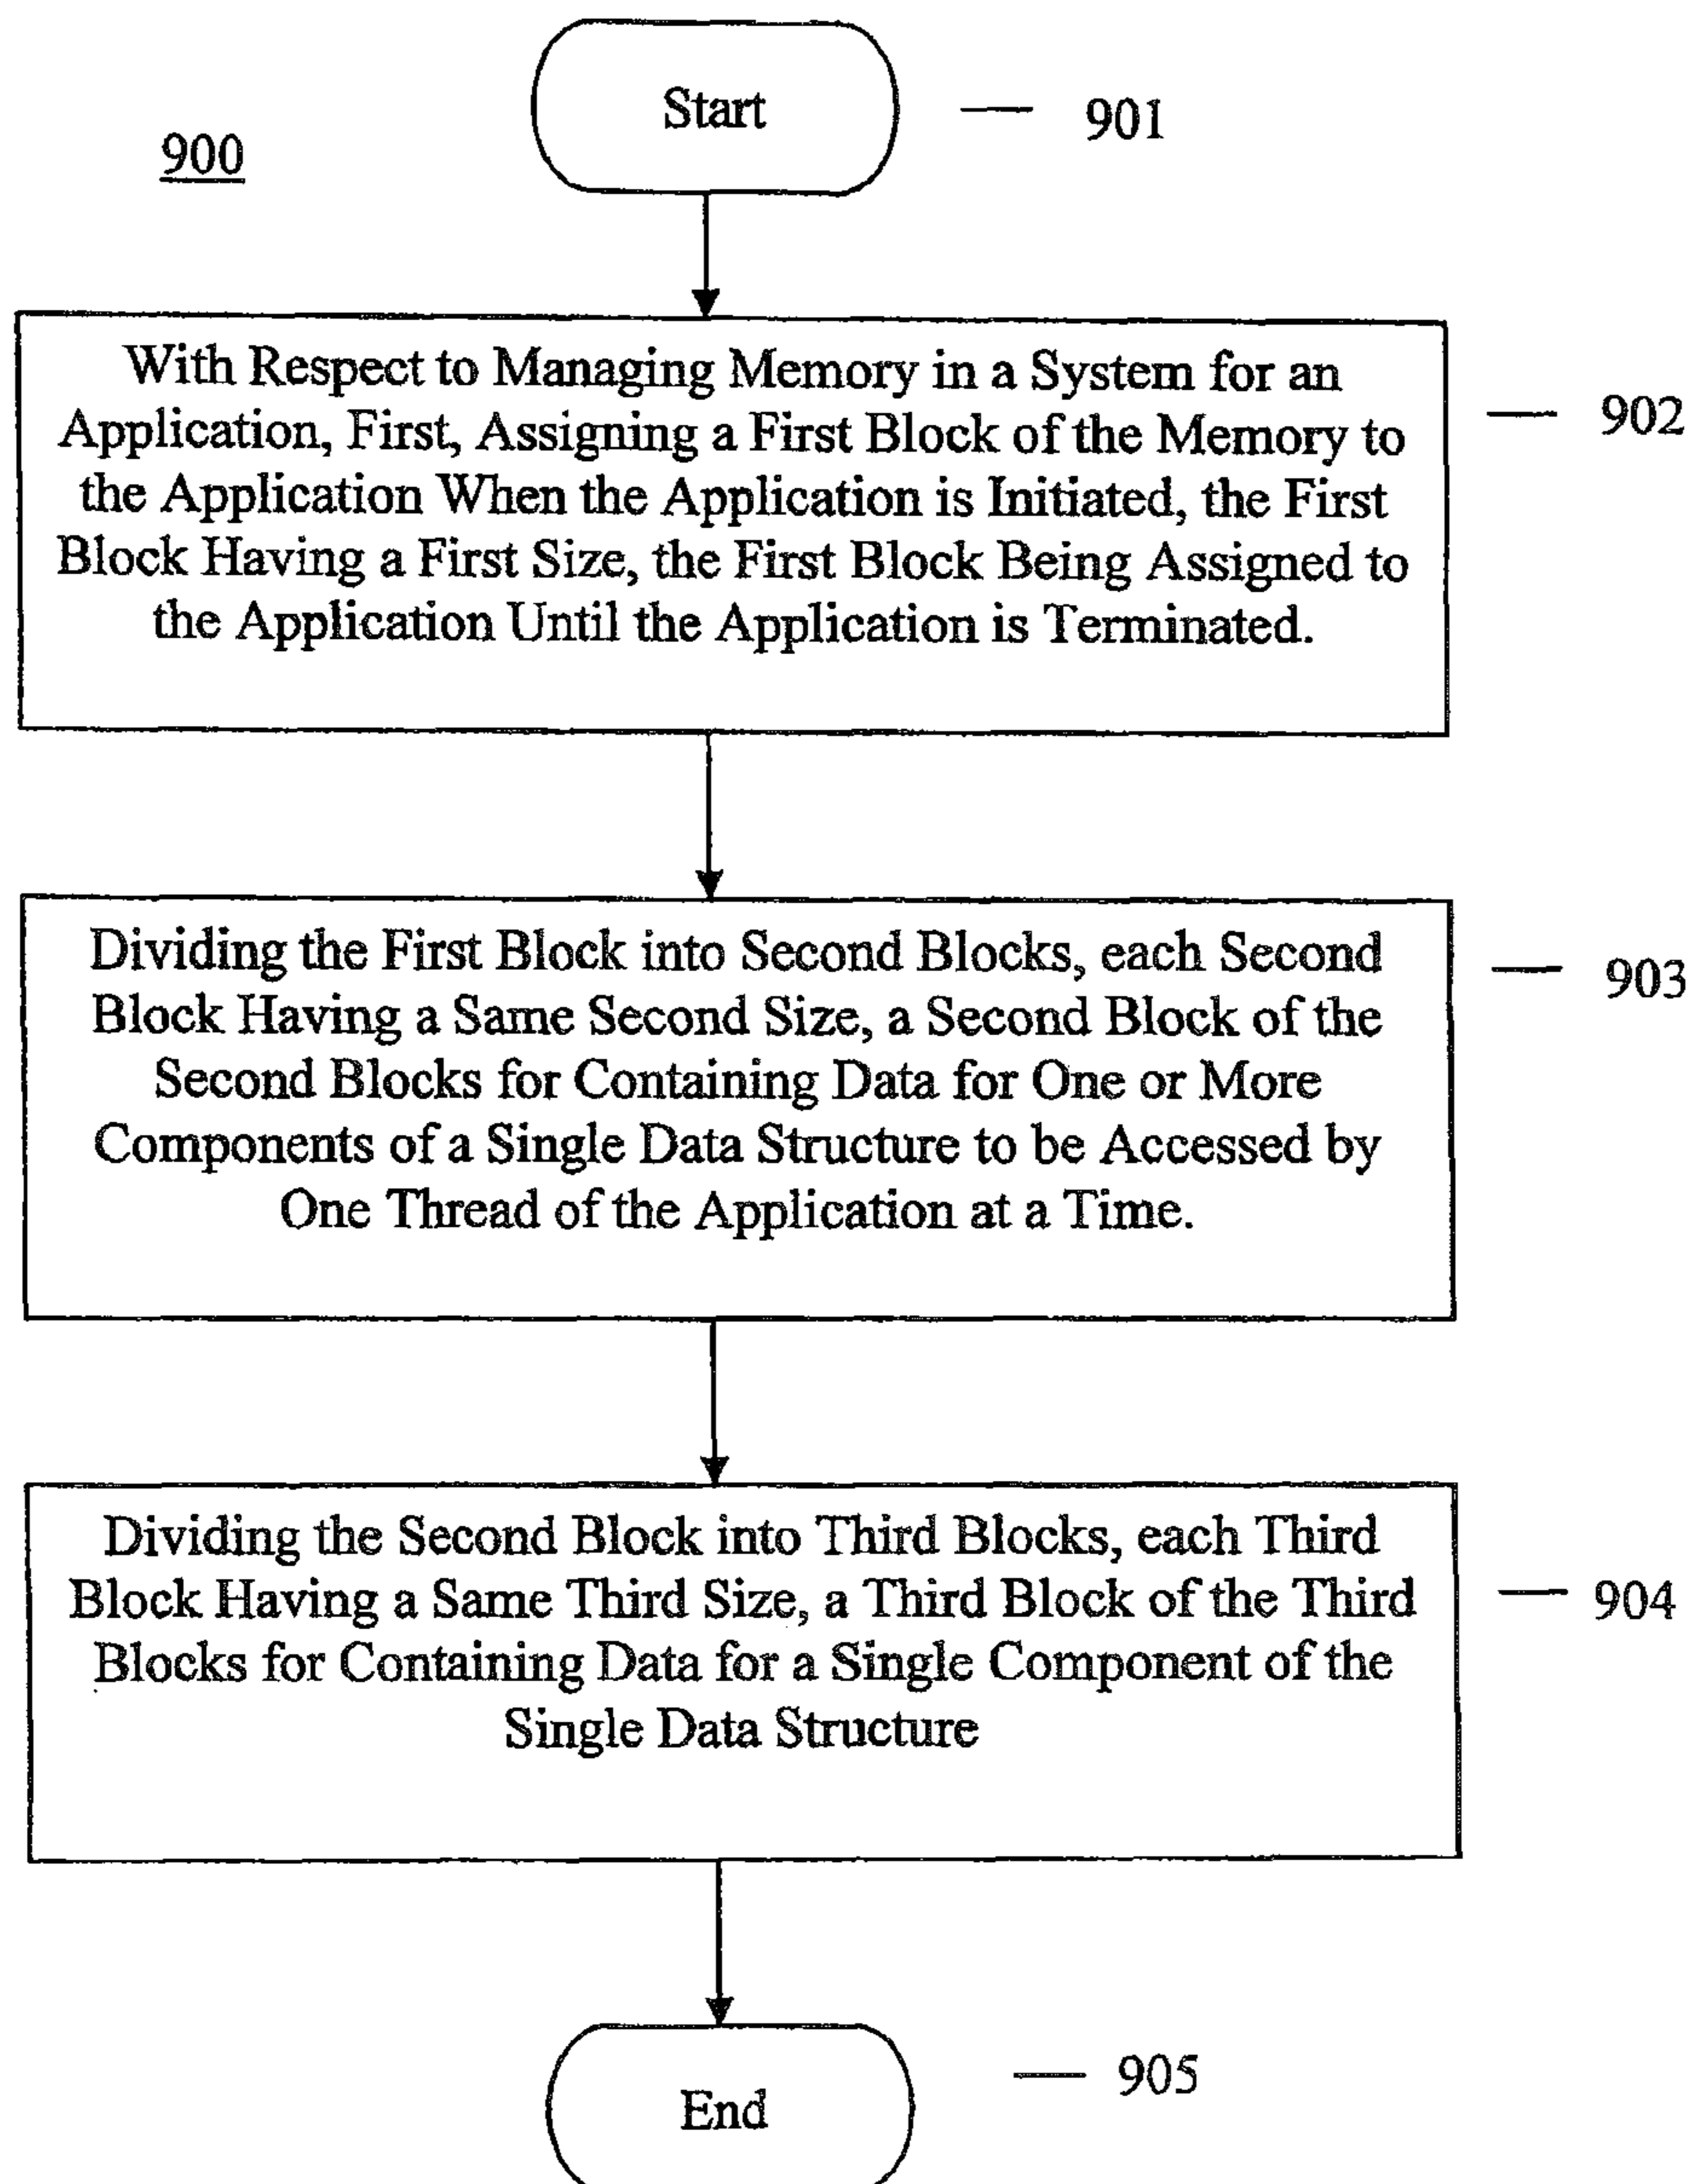 Start
901
900
With Respect to Managing Memory in a System for an
Application, First, Assigning a First Block of the Memory to
the Application When the Application is Initiated, the First
Block Having a First Size, the First Block Being Assigned to
the Application Until the Application is Terminated.
902
Dividing the First Block into Second Blocks, each Second
Block Having a Same Second Size, a Second Block of the
Second Blocks for Containing Data for One or More
Components of a Single Data Structure to be Accessed by
One Thread of the Application at a Time.
903
Dividing the Second Block into Third Blocks, each Third
Block Having a Same Third Size, a Third Block of the Third
Blocks for Containing Data for a Single Component of the
Single Data Structure
904
End
905